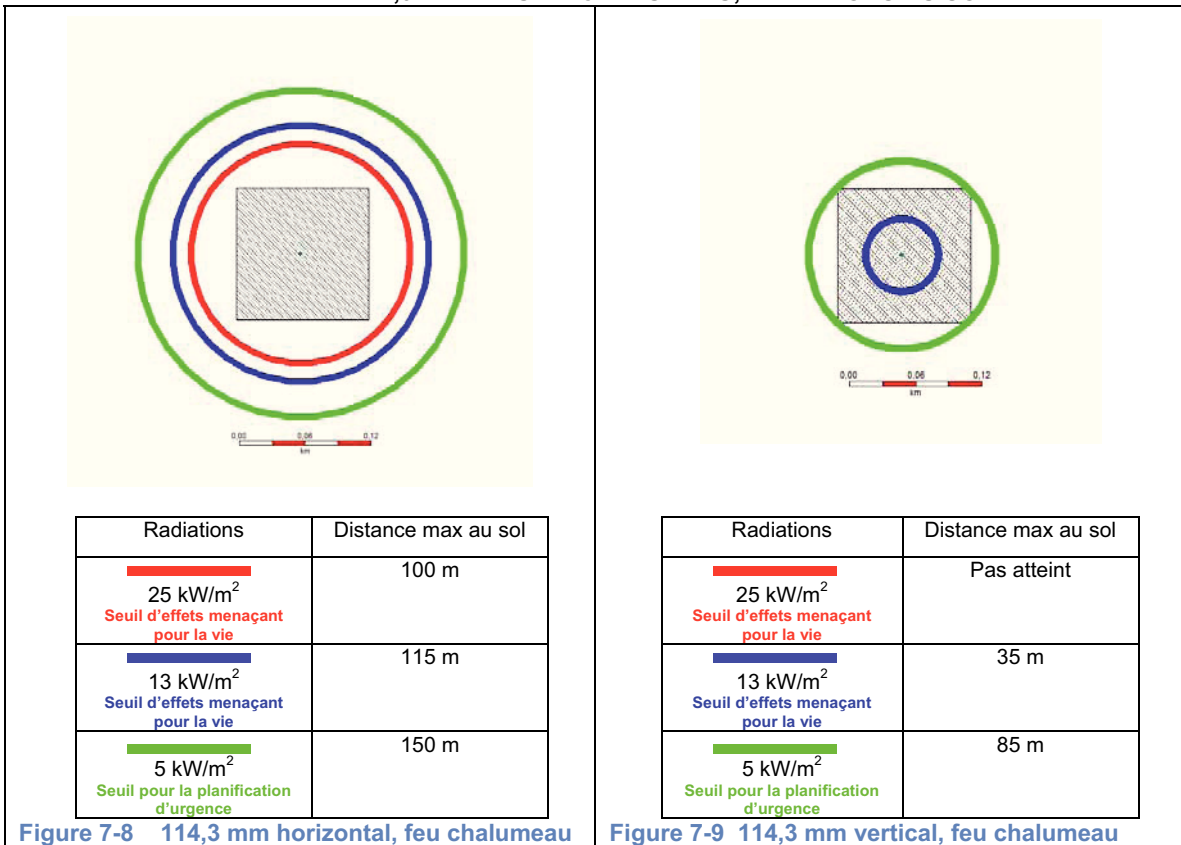 0,00 0,06 0,12
km
Radiations Distance max au sol
25 kW/m² 100 m
Seuil d'effets menaçant
pour la vie
13 kW/m² 115 m
Seuil d'effets menaçant
pour la vie
5 kW/m² 150 m
Seuil pour la planification
d'urgence
Figure 7-8 114,3 mm horizontal, feu chalumeau
0,00 0,06 0,12
km
Radiations Distance max au sol
25 kW/m² Pas atteint
Seuil d'effets menaçant
pour la vie
13 kW/m² 35 m
Seuil d'effets menaçant
pour la vie
5 kW/m² 85 m
Seuil pour la planification
d'urgence
Figure 7-9 114,3 mm vertical, feu chalumeau